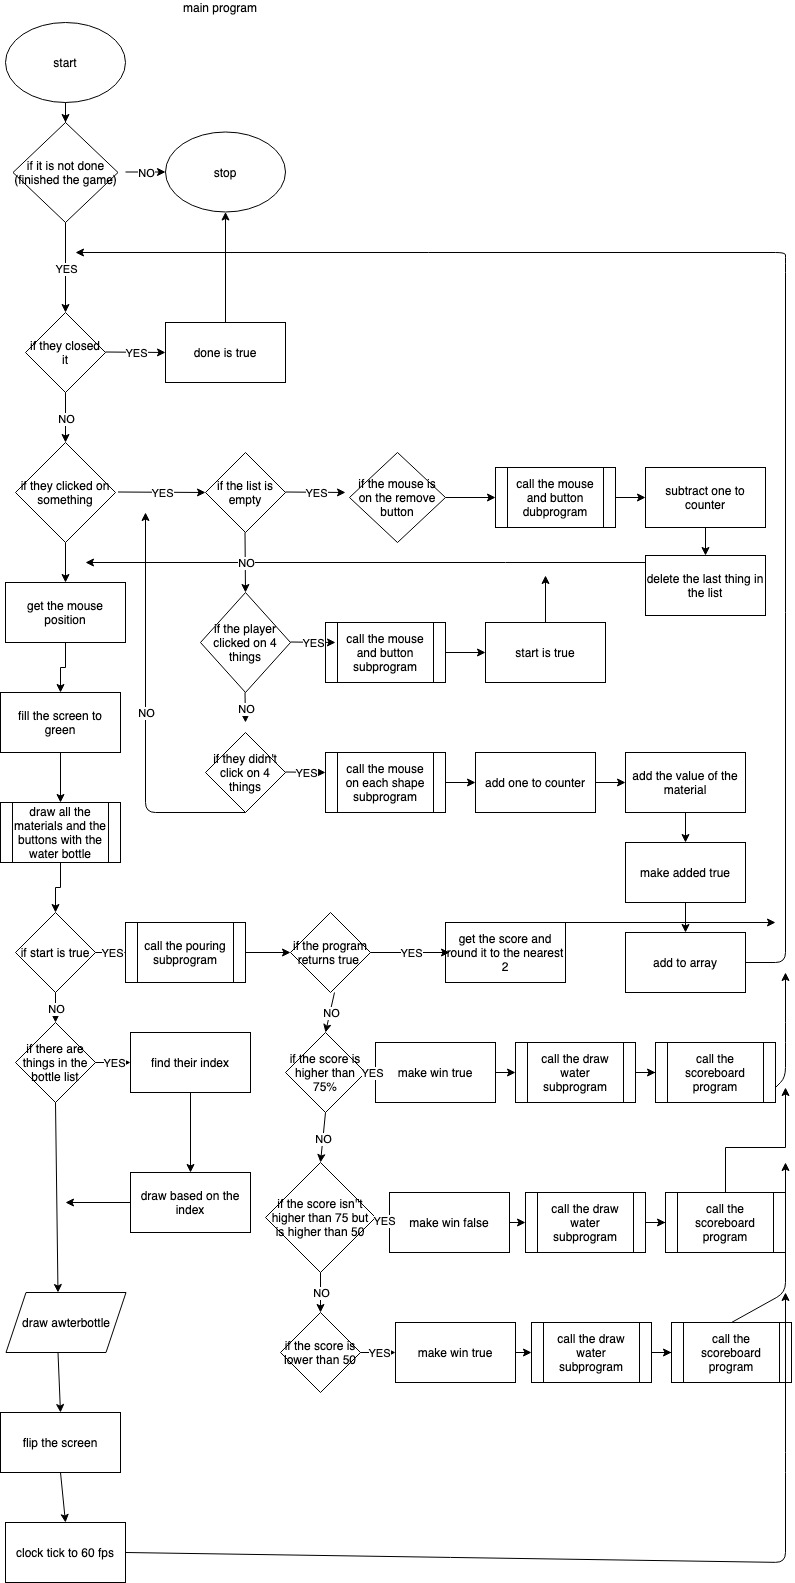 main program
start
if it is not done
(finished the game)
NO
stop
YES
if they closed
it
YES
done is true
NO
if they clicked on
something
YES
if the list is
empty
YES
if the mouse is
on the remove
button
call the mouse
and button
dubprogram
subtract one to
counter
NO
delete the last thing in
the list
get the mouse
position
if the player
clicked on 4
things
YES
call the mouse
and button
subprogram
start is true
NO
NO
fill the screen to
green
if they didn't
click on 4
things
YES
call the mouse
on each shape
subprogram
add one to counter
add the value of the
material
draw all the
materials and the
buttons with the
water bottle
make added true
if start is true
YES
call the pouring
subprogram
if the program
returns true
YES
get the score and
round it to the nearest
2
add to array
NO
NO
if there are
things in the
bottle list
YES
find their index
if the score is
higher than
75%
YES
make win true
call the draw
water
subprogram
call the
scoreboard
program
NO
draw based on the
index
if the score isn"t
higher than 75 but
is higher than 50
YES
make win false
call the draw
water
subprogram
call the
scoreboard
program
NO
draw awterbottle
if the score is
lower than 50
YES
make win true
call the draw
water
subprogram
call the
scoreboard
program
flip the screen
clock tick to 60 fps